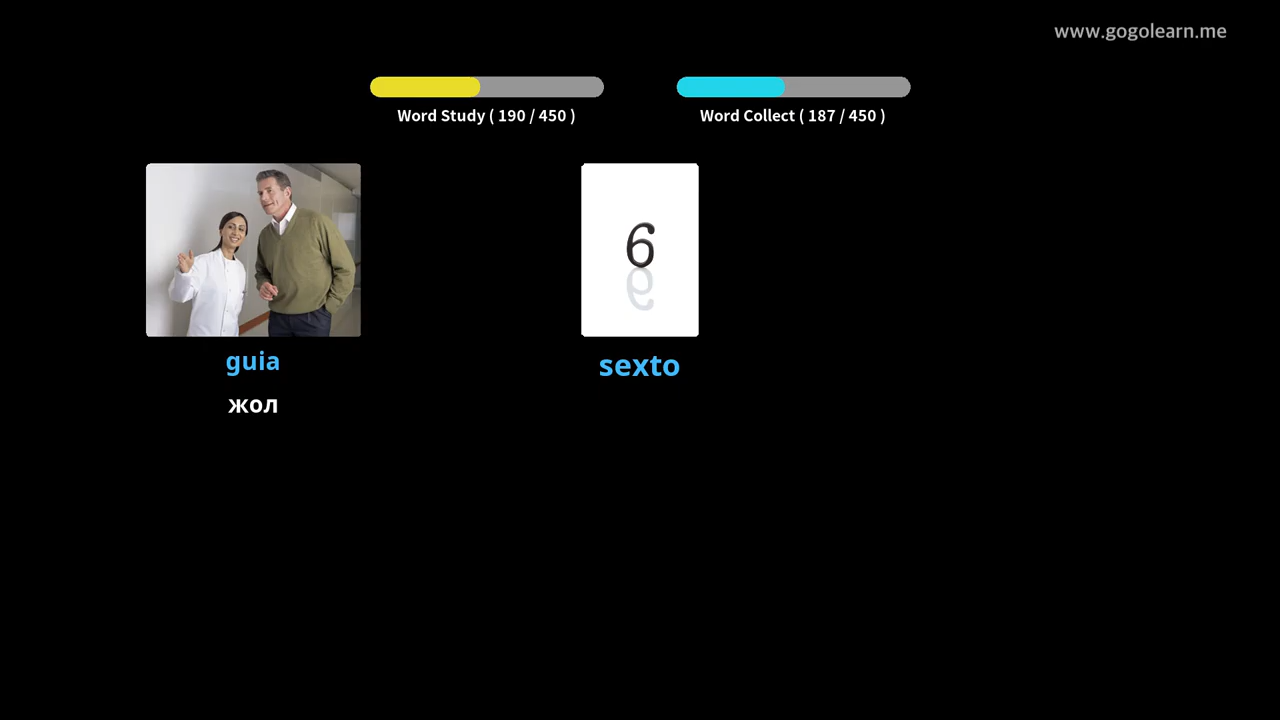 www.gogolearn.me
Word Study ( 190 / 450 )
Word Collect ( 187 / 450 )
6
guia
sexto
жол